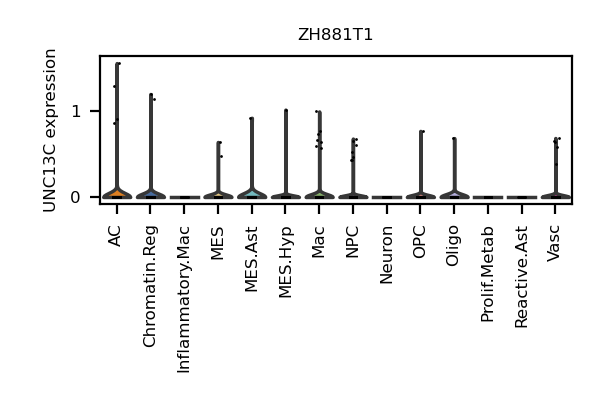 ZH881T1
UNC13C expression
1
0
AC
Chromatin.Reg
Inflammatory.Mac
MES
MES.Ast
MES.Hyp
Mac
NPC
Neuron
OPC
Oligo
Prolif.Metab
Reactive.Ast
Vasc